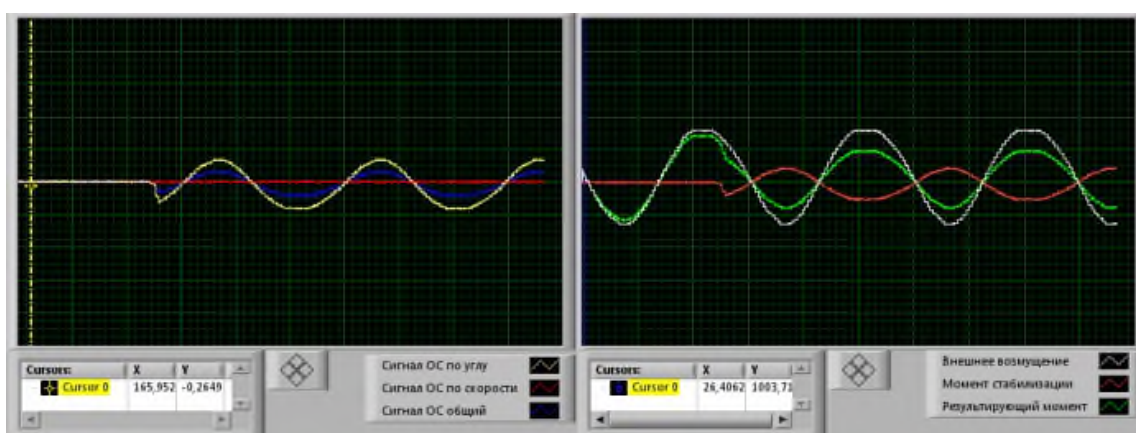 Cursors: X Y
Cursor 0 165,952 -0,2649
Сигнал ОС по углу
Сигнал ОС по скорости
Сигнал ОС общий
Cursors: X Y
Cursor 0 26,4062 1003,71
Внешнее возмущение
Момент стабилизации
Результирующий момент